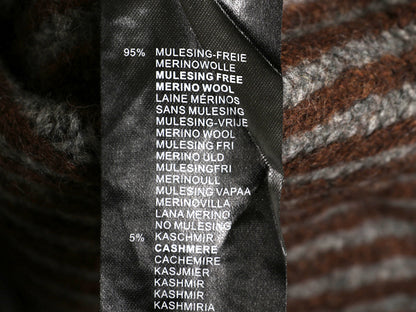 95% MULESING-FREIE
MERINOWOLLE
MULESING FREE
MERINO WOOL
LAINE MÉRINOS
SANS MULESING
MULESING-VRIJE
MERINO WOOL
MULESING FRI
MERINO ULD
MULESINGFRI
MERINOULL
MULESING VAPAA
MERINOVILLA
LANA MERINO
NO MULESING
5% KASCHMIR
CASHMERE
CACHEMIRE
KASJMIER
KASHMIR
KASHMIR
KASHMIRIA